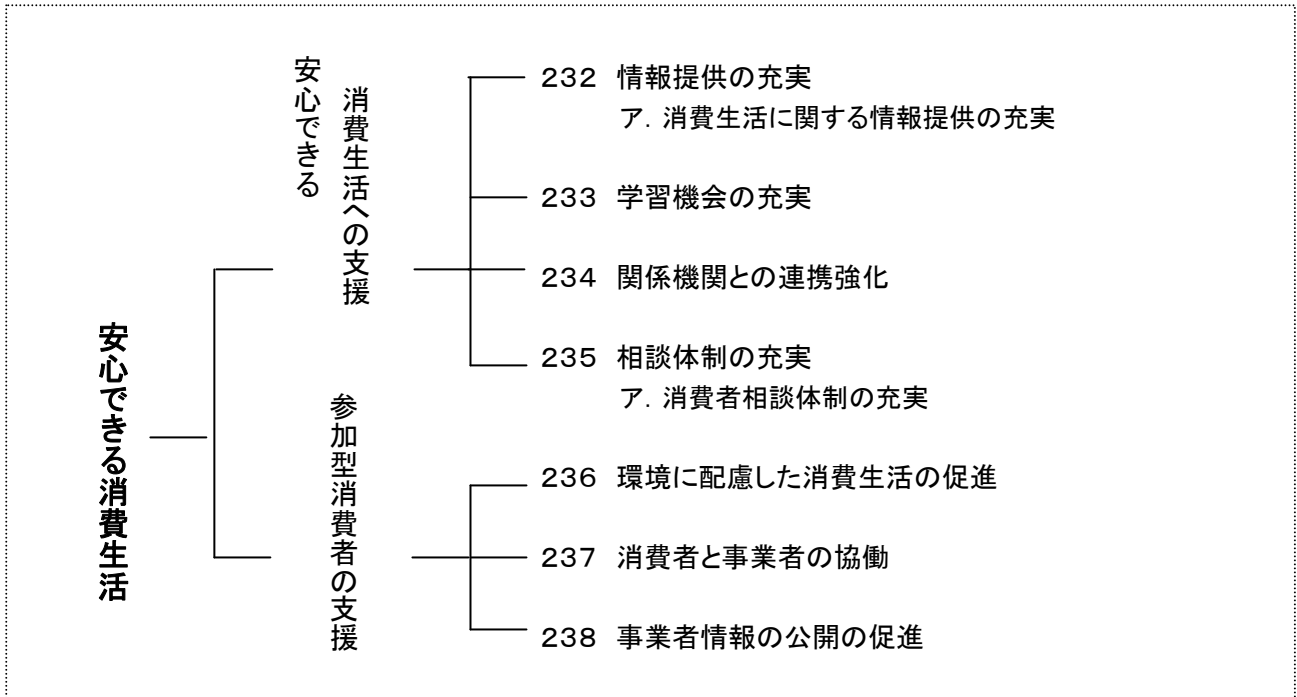 安心できる消費生活
安心できる
消費生活への支援
232 情報提供の充実
ア．消費生活に関する情報提供の充実
233 学習機会の充実
234 関係機関との連携強化
235 相談体制の充実
ア．消費者相談体制の充実
参加型消費者の支援
236 環境に配慮した消費生活の促進
237 消費者と事業者の協働
238 事業者情報の公開の促進